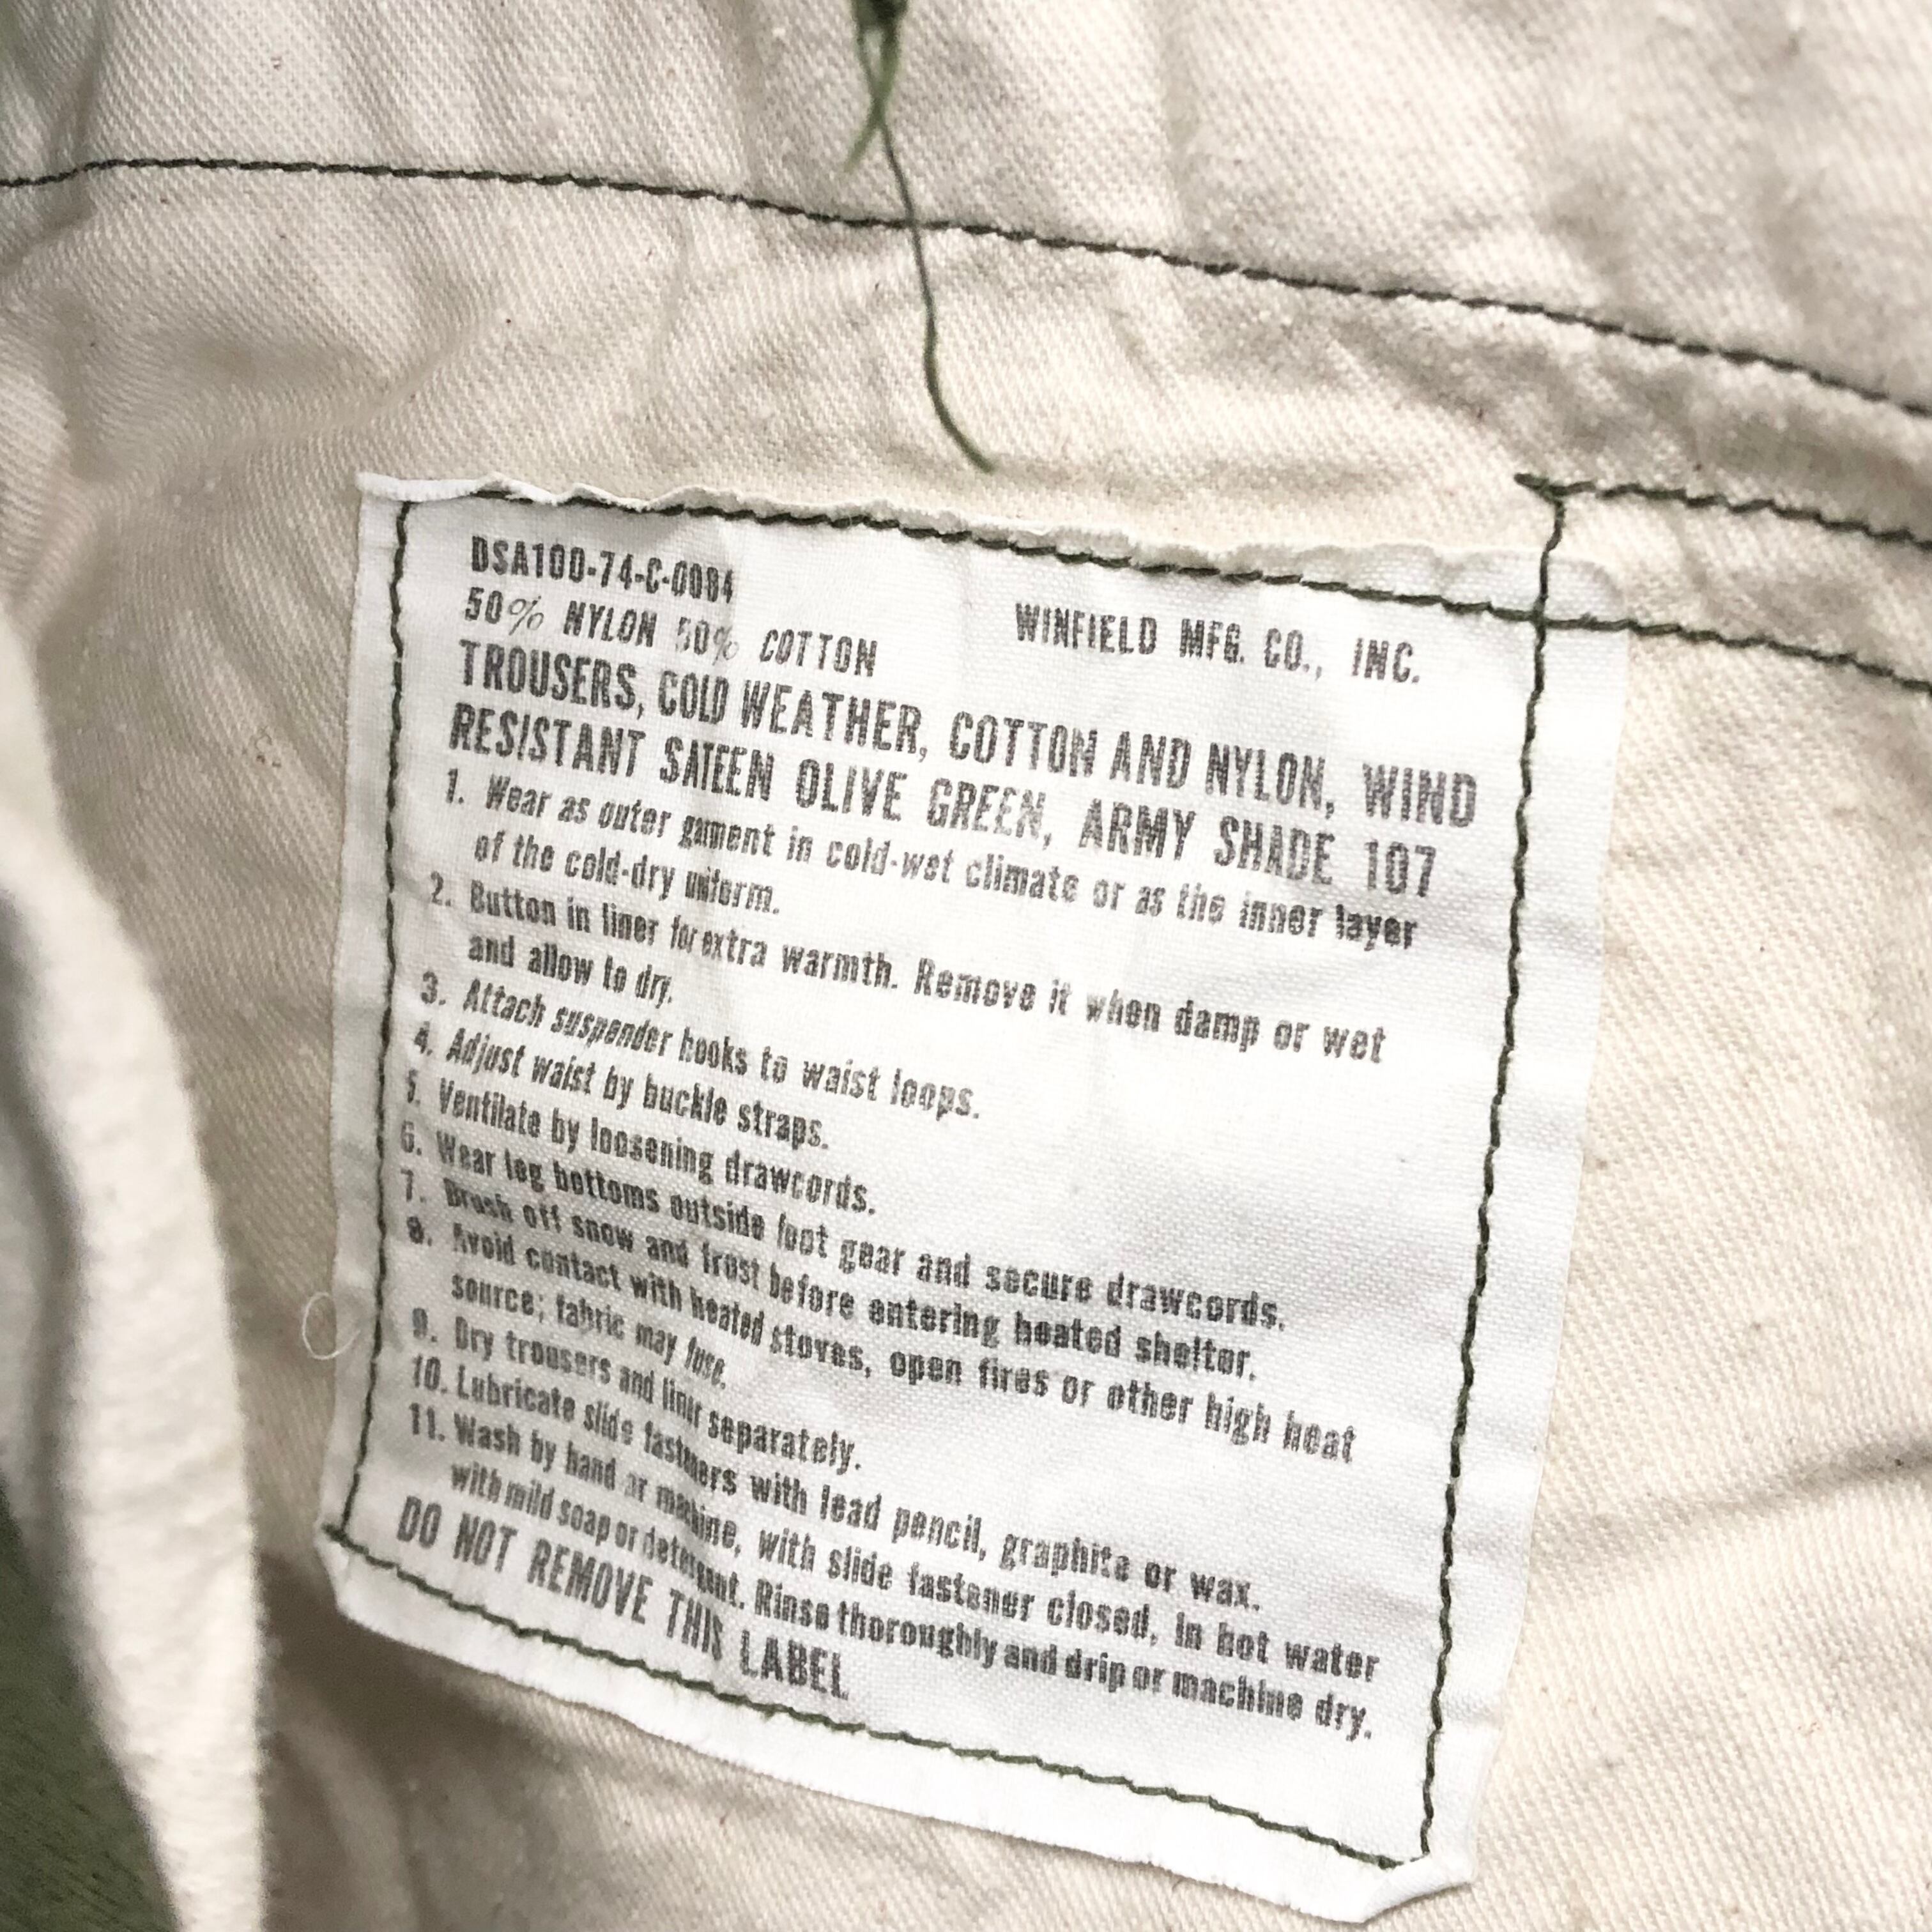 DSA100-74-C-0084
50% NYLON 50% COTTON WINFIELD MFG. CO., INC.
TROUSERS, COLD WEATHER, COTTON AND NYLON, WIND
RESISTANT SATEEN OLIVE GREEN, ARMY SHADE 107
1. Wear as outer garment in cold-wet climate or as the inner layer
of the cold-dry uniform.
2. Button in liner for extra warmth. Remove it when damp or wet
and allow to dry.
3. Attach suspender hooks to waist loops.
4. Adjust waist by buckle straps.
5. Ventilate by loosening drawcords.
6. Wear leg bottoms outside foot gear and secure drawcords.
7. Brush off snow and frost before entering heated shelter.
8. Avoid contact with heated stoves, open fires or other high heat
source; fabric may fuse.
9. Dry trousers and liner separately.
10. Lubricate slide fastners with lead pencil, graphite or wax.
11. Wash by hand or machine, with slide fastener closed, in hot water
with mild soap or detergent. Rinse thoroughly and drip or machine dry.
DO NOT REMOVE THIS LABEL